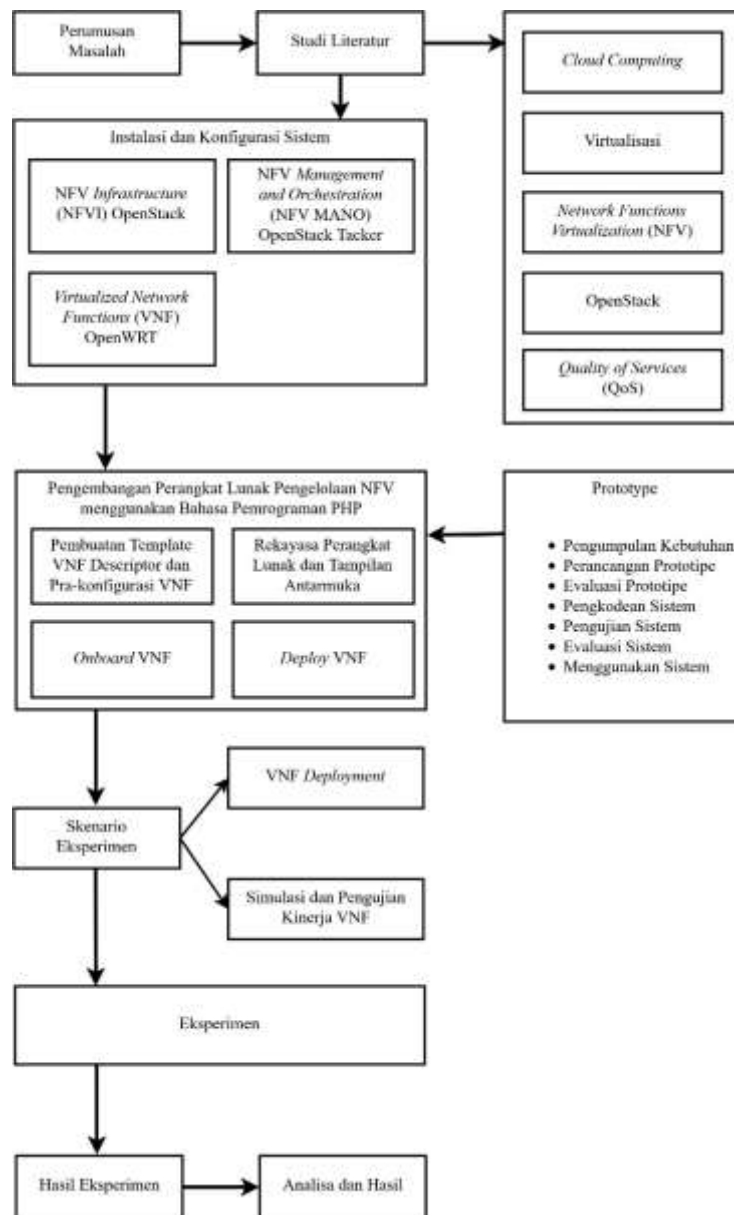 Perumusan
Masalah
Studi Literatur
Cloud Computing
Virtualisasi
Network Functions
Virtualization (NFV)
OpenStack
Quality of Services
(QoS)
Instalasi dan Konfigurasi Sistem
NFV Infrastructure
(NFVI) OpenStack
NFV Management
and Orchestration
(NFV MANO)
OpenStack Tacker
Virtualized Network
Functions (VNF)
OpenWRT
Pengembangan Perangkat Lunak Pengelolaan NFV
menggunakan Bahasa Pemrograman PHP
Pembuatan Template
VNF Descriptor dan
Pra-konfigurasi VNF
Rekayasa Perangkat
Lunak dan Tampilan
Antarmuka
Onboard VNF
Deploy VNF
Prototype
• Pengumpulan Kebutuhan
• Perancangan Prototipe
• Evaluasi Prototipe
• Pengkodean Sistem
• Pengujian Sistem
• Evaluasi Sistem
• Menggunakan Sistem
Skenario
Eksperimen
VNF Deployment
Simulasi dan Pengujian
Kinerja VNF
Eksperimen
Hasil Eksperimen
Analisa dan Hasil